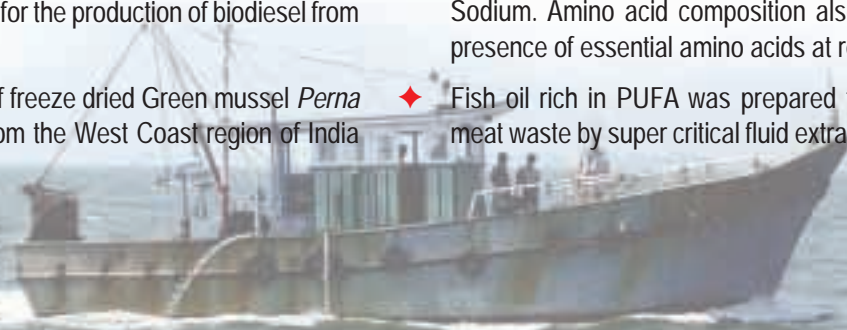 for the production of biodiesel from
f freeze dried Green mussel Perna
om the West Coast region of India
Sodium. Amino acid composition als
presence of essential amino acids at r
Fish oil rich in PUFA was prepared
meat waste by super critical fluid extra